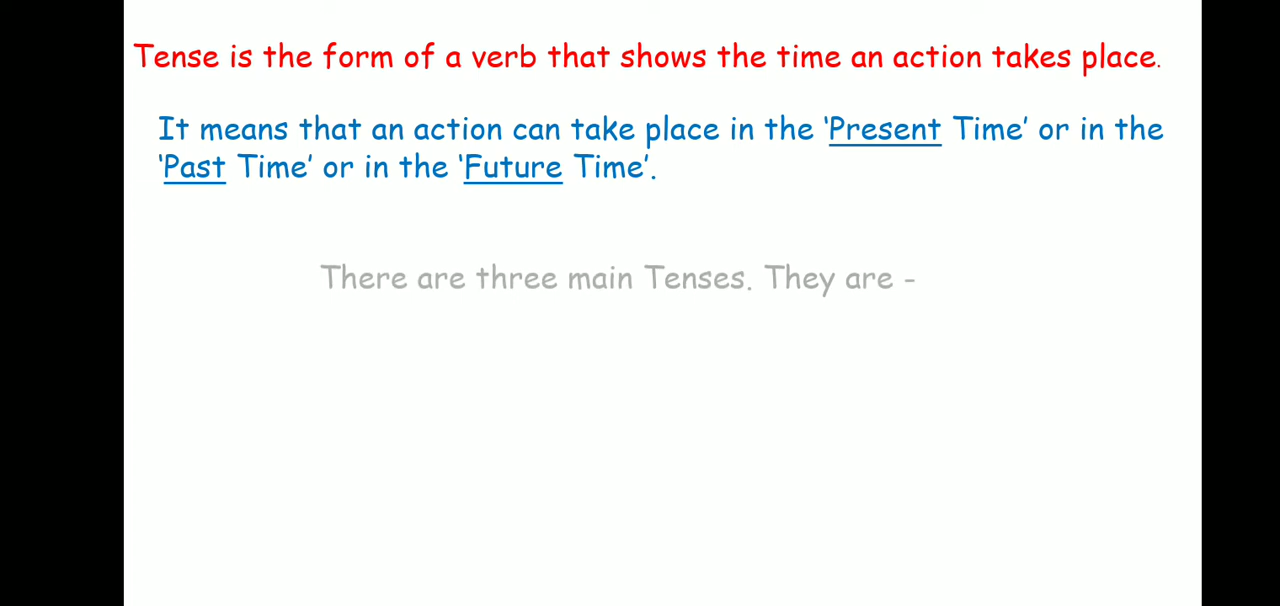 Tense is the form of a verb that shows the time an action takes place.
It means that an action can take place in the ‘Present Time’ or in the
‘Past Time’ or in the ‘Future Time’.
There are three main Tenses. They are -